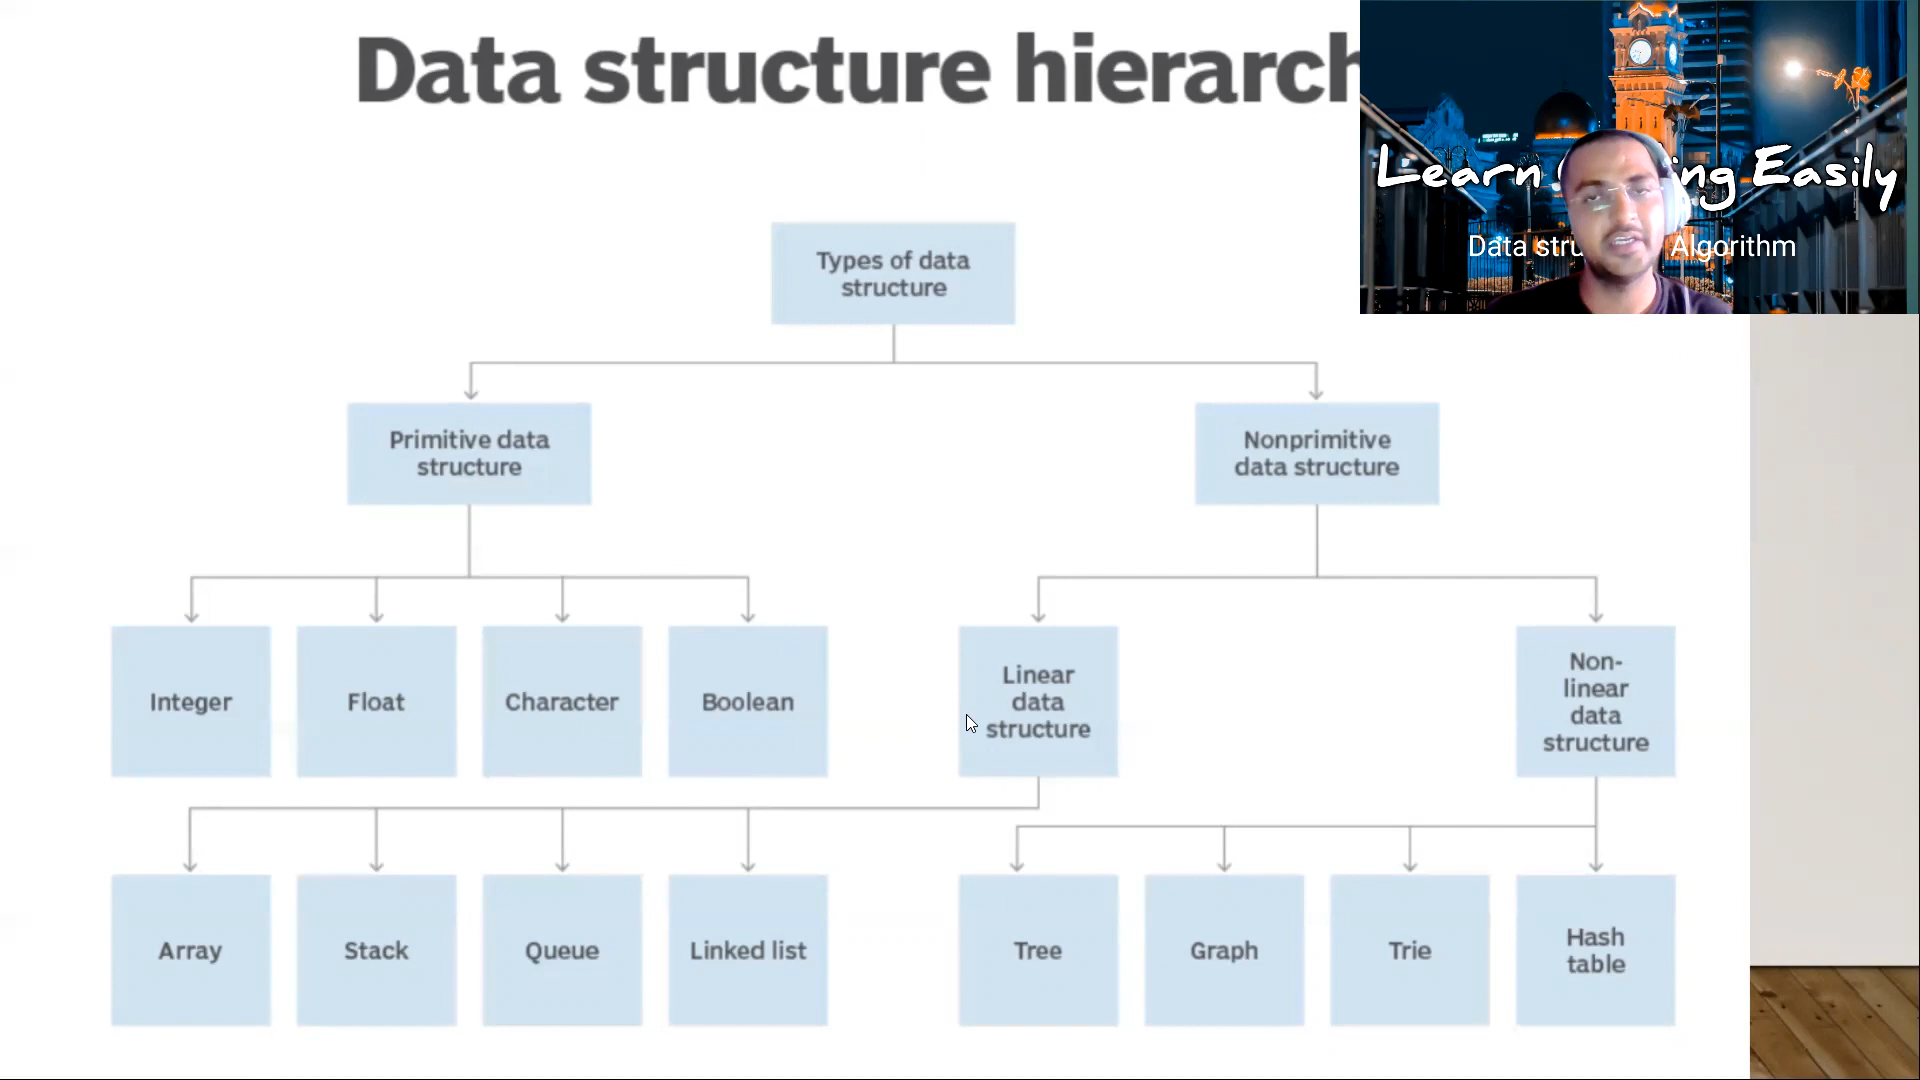 Data structure hierarch
Learn ing Easily
Data stru Algorithm
Types of data
structure
Primitive data
structure
Nonprimitive
data structure
Integer
Float
Character
Boolean
Linear
data
structure
Non-
linear
data
structure
Array
Stack
Queue
Linked list
Tree
Graph
Trie
Hash
table